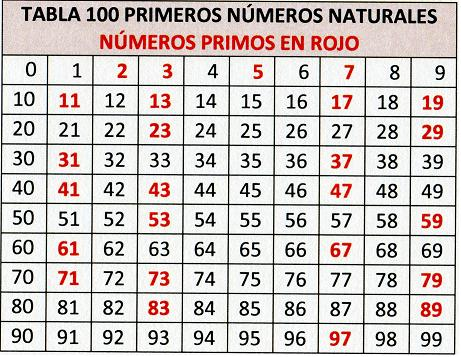 TABLA 100 PRIMEROS NÚMEROS NATURALES
NÚMEROS PRIMOS EN ROJO
0 1 2 3 4 5 6 7 8 9
10 11 12 13 14 15 16 17 18 19
20 21 22 23 24 25 26 27 28 29
30 31 32 33 34 35 36 37 38 39
40 41 42 43 44 45 46 47 48 49
50 51 52 53 54 55 56 57 58 59
60 61 62 63 64 65 66 67 68 69
70 71 72 73 74 75 76 77 78 79
80 81 82 83 84 85 86 87 88 89
90 91 92 93 94 95 96 97 98 99